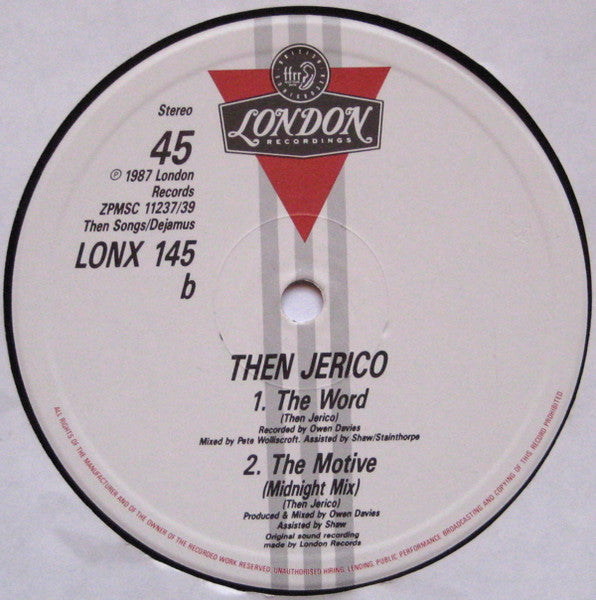 ffrr
LONDON
RECORDINGS
Stereo
45
℗ 1987 London
Records
ZPMSC 11237/39
Then Songs/Dejamus
LONX 145
b
THEN JERICO
1. The Word
(Then Jerico)
Recorded by Owen Davies
Mixed by Pete Wolliscroft. Assisted by Shaw/Stainthorpe
2. The Motive
(Midnight Mix)
(Then Jerico)
Produced & Mixed by Owen Davies
Assisted by Shaw
Original sound recording
made by London Records
ALL RIGHTS OF THE MANUFACTURER AND OF THE OWNER OF THE RECORDED WORK RESERVED. UNAUTHORISED HIRING, LENDING, PUBLIC PERFORMANCE, BROADCASTING AND COPYING OF THIS RECORD PROHIBITED.